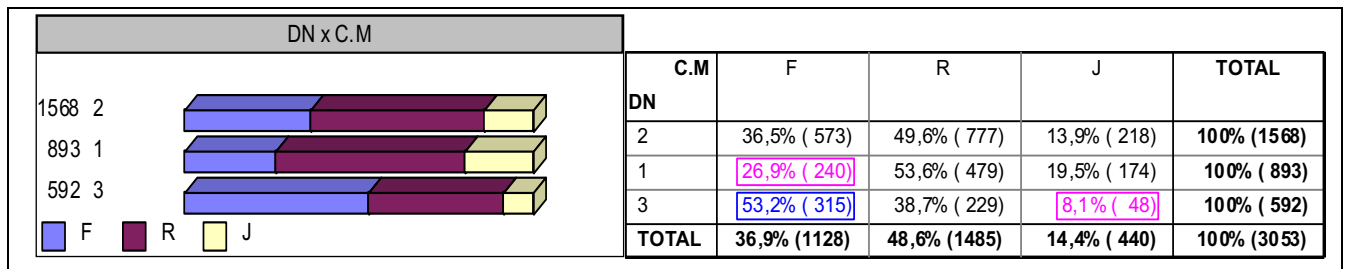 DN x C.M
1568 2
893 1
592 3
F R J
C.M F R J TOTAL
DN
2 36,5% ( 573) 49,6% ( 777) 13,9% ( 218) 100% (1568)
1 26,9% ( 240) 53,6% ( 479) 19,5% ( 174) 100% ( 893)
3 53,2% ( 315) 38,7% ( 229) 8,1% ( 48) 100% ( 592)
TOTAL 36,9% (1128) 48,6% (1485) 14,4% ( 440) 100% (3053)